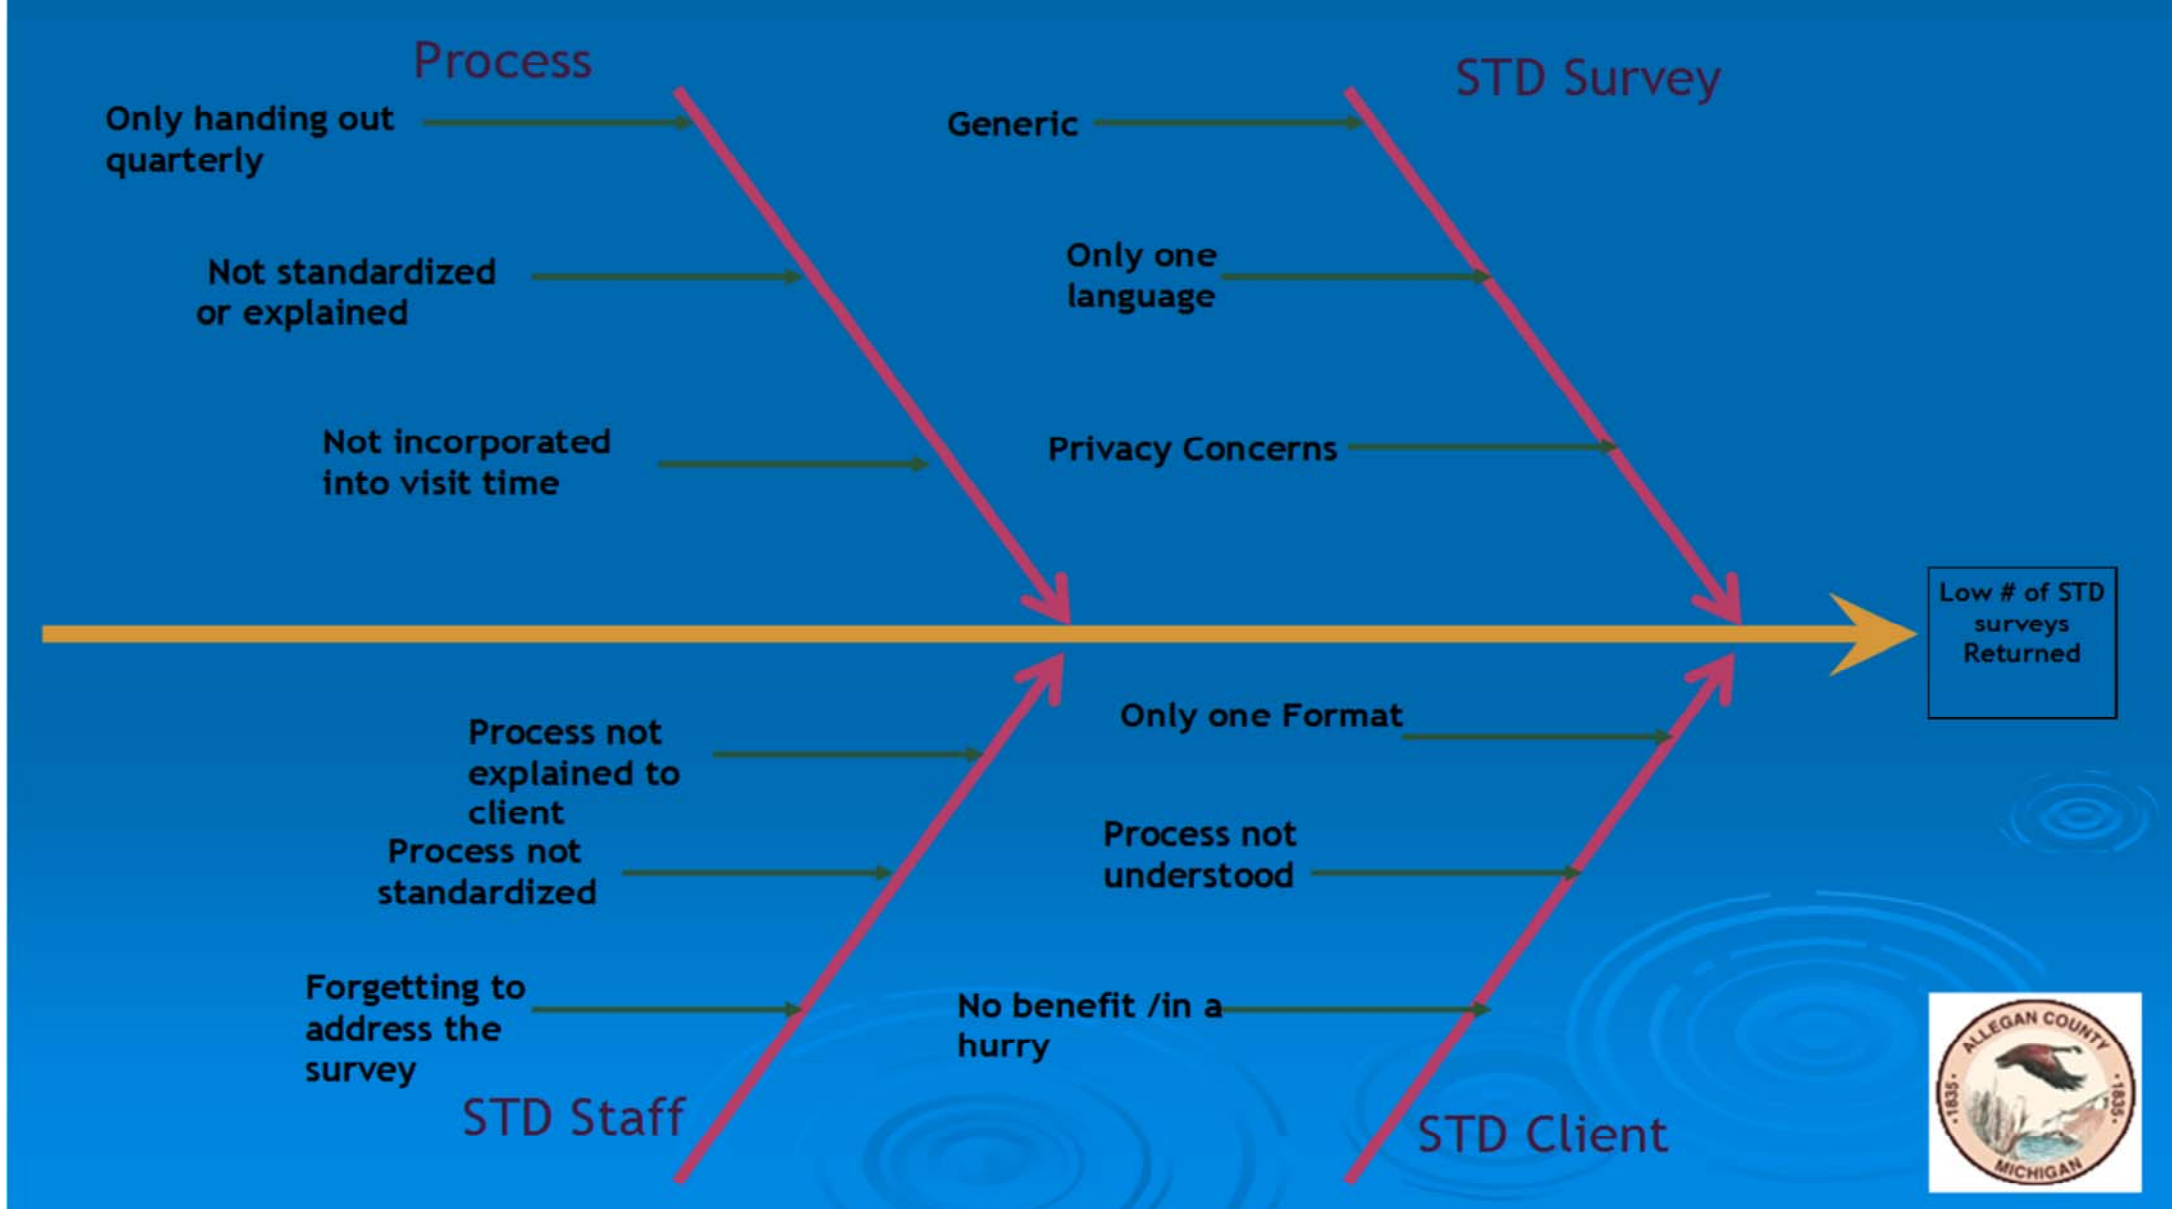 Process
STD Survey
Only handing out
quarterly
Generic
Not standardized
or explained
Only one
language
Not incorporated
into visit time
Privacy Concerns
Low # of STD
surveys
Returned
Process not
explained to
client
Only one Format
Process not
standardized
Process not
understood
Forgetting to
address the
survey
No benefit /in a
hurry
STD Staff
STD Client
ALLEGAN COUNTY
·1835·
·1835·
MICHIGAN